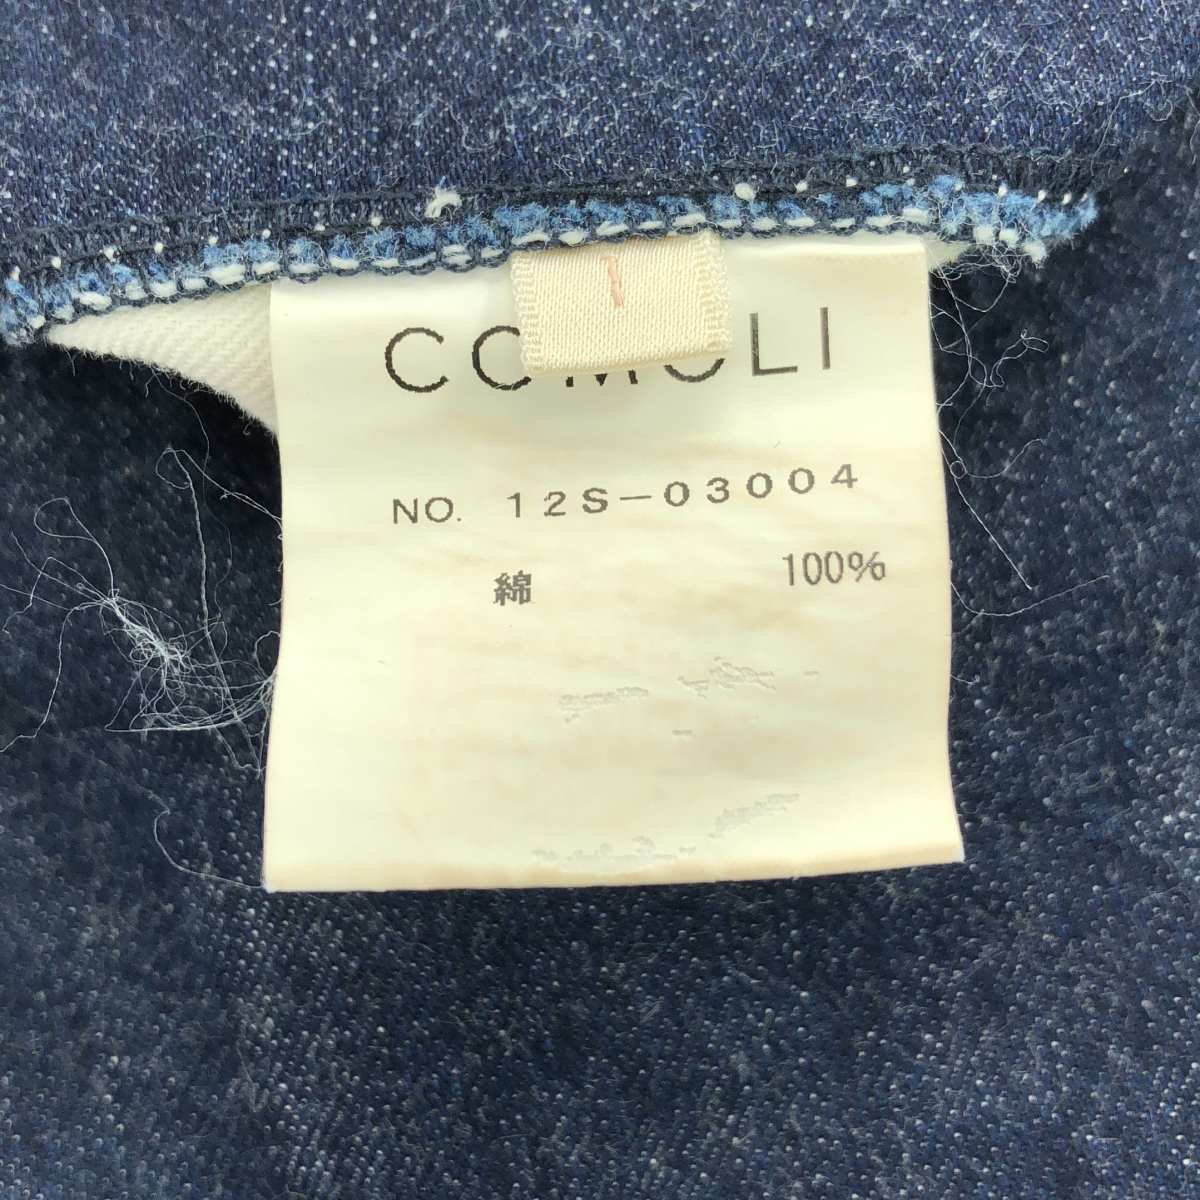 1
COMOLI
NO. 12S-03004
綿 100%